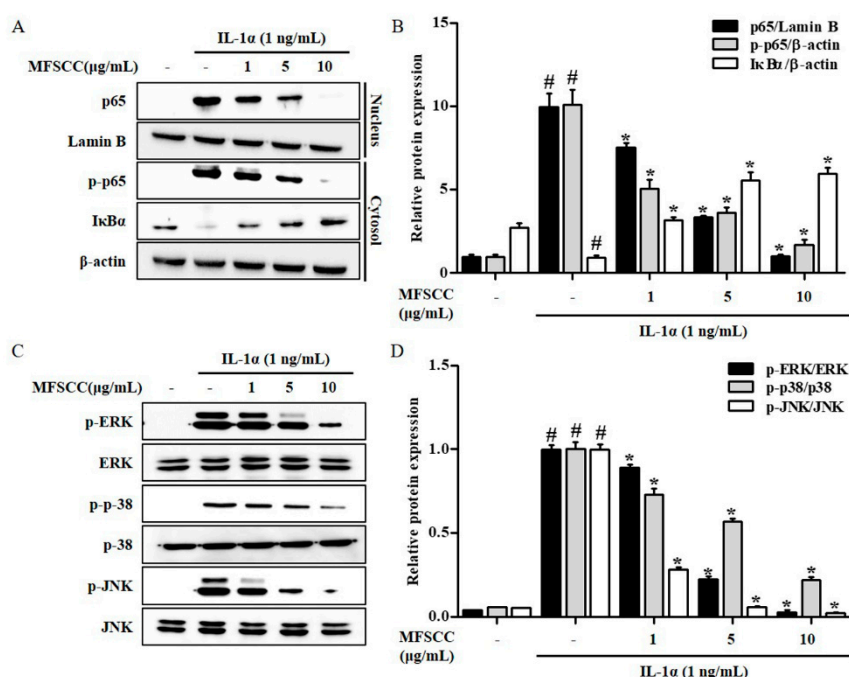 A
IL-1α (1 ng/mL)
MFSCC(μg/mL) - - 1 5 10
p65
Lamin B
Nucleus
p-p65
IκBα
β-actin
Cytosol
B
p65/Lamin B
p-p65/β-actin
IκBα/β-actin
Relative protein expression
15
10
5
0
# #
#
* * *
* * *
* * *
MFSCC - - 1 5 10
(μg/mL)
IL-1α (1 ng/mL)
C
IL-1α (1 ng/mL)
MFSCC(μg/mL) - - 1 5 10
p-ERK
ERK
p-p-38
p-38
p-JNK
JNK
D
p-ERK/ERK
p-p38/p38
p-JNK/JNK
Relative protein expression
1.5
1.0
0.5
0.0
# # #
* * *
* * *
* * *
MFSCC - - 1 5 10
(μg/mL)
IL-1α (1 ng/mL)